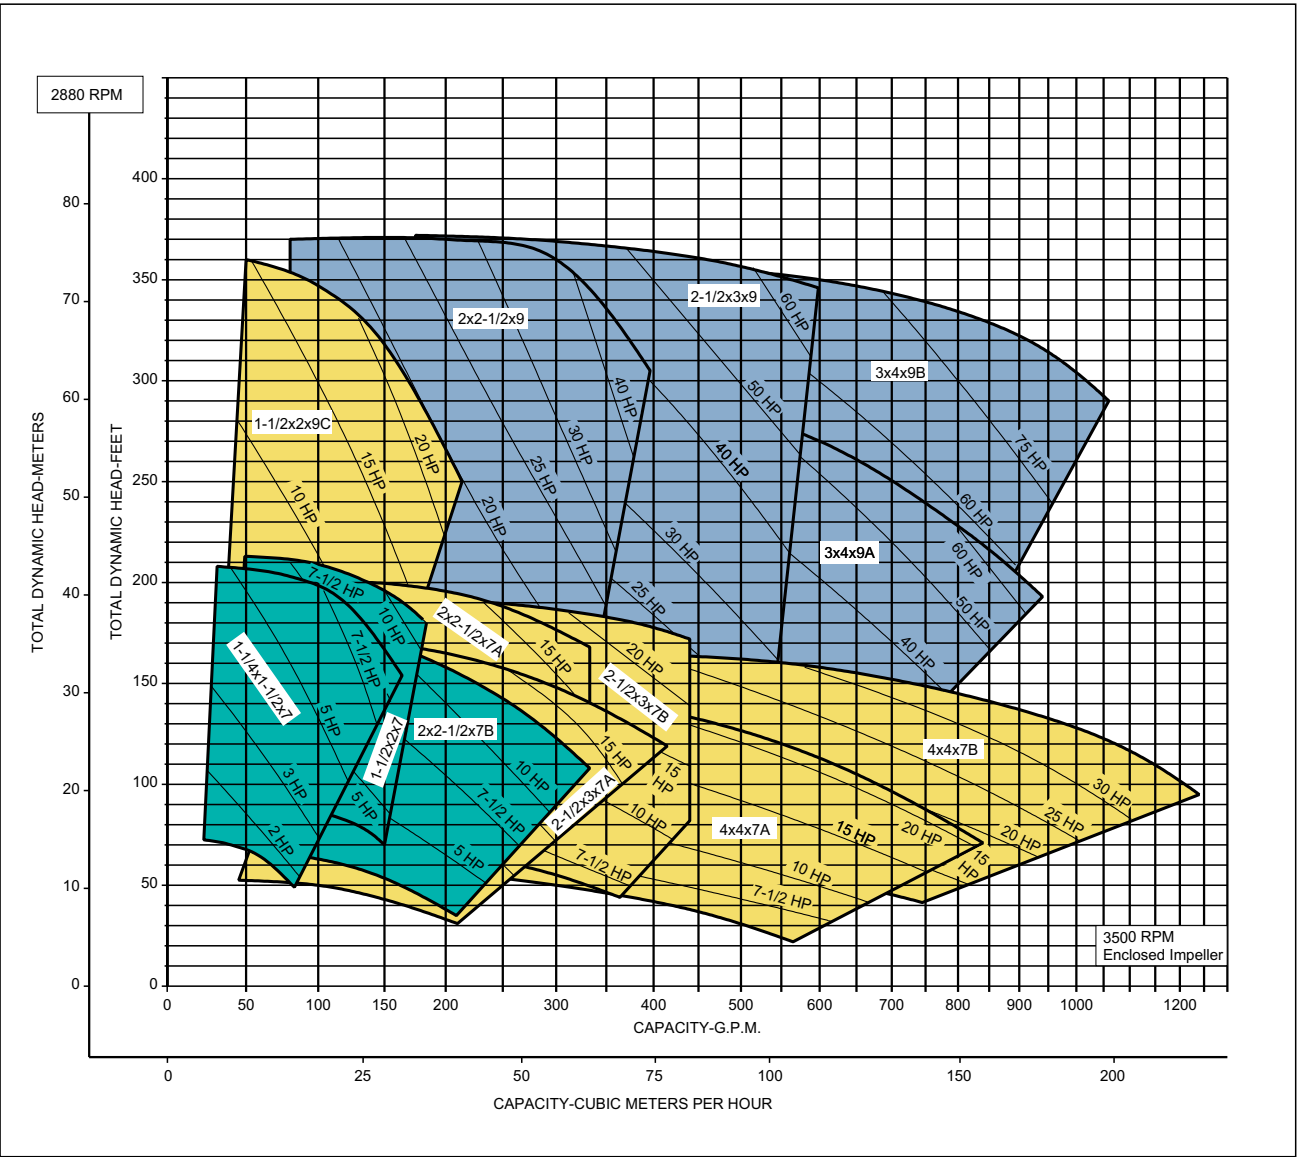 2880 RPM
TOTAL DYNAMIC HEAD-METERS
80
70
60
50
40
30
20
10
0
TOTAL DYNAMIC HEAD-FEET
400
350
300
250
200
150
100
50
0
2x2-1/2x9
2-1/2x3x9
60 HP
3x4x9B
1-1/2x2x9C
40 HP
50 HP
75 HP
20 HP
30 HP
15 HP
25 HP
40 HP
10 HP
20 HP
60 HP
30 HP
3x4x9A
60 HP
25 HP
50 HP
40 HP
7-1/2 HP
10 HP
2x2-1/2x7A
15 HP
20 HP
7-1/2 HP
1-1/4x1-1/2x7
2-1/2x3x7B
5 HP
1-1/2x2x7
2x2-1/2x7B
15 HP
4x4x7B
3 HP
10 HP
15 HP
30 HP
5 HP
7-1/2 HP
2-1/2x3x7A
10 HP
4x4x7A
15 HP
20 HP
25 HP
20 HP
2 HP
5 HP
7-1/2 HP
10 HP
15 HP
7-1/2 HP
3500 RPM
Enclosed Impeller
0 50 100 150 200 300 400 500 600 700 800 900 1000 1200
CAPACITY-G.P.M.
0 25 50 75 100 150 200
CAPACITY-CUBIC METERS PER HOUR